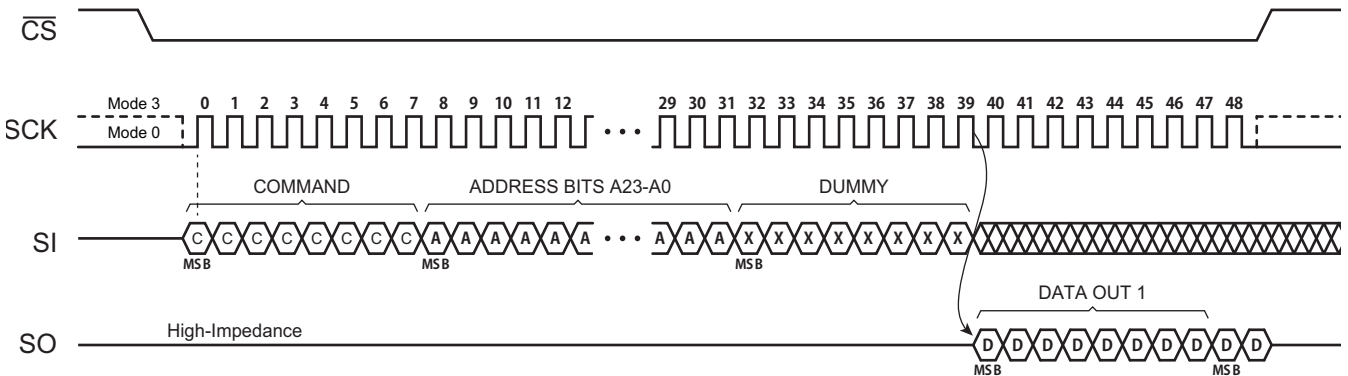 CS
Mode 3 0 1 2 3 4 5 6 7 8 9 10 11 12 29 30 31 32 33 34 35 36 37 38 39 40 41 42 43 44 45 46 47 48
SCK Mode 0 • • •
COMMAND ADDRESS BITS A23-A0 DUMMY
SI C C C C C C C C A A A A A A • • • A A A X X X X X X X X
MSB MSB MSB
DATA OUT 1
High-Impedance
SO D D D D D D D D D D
MSB MSB